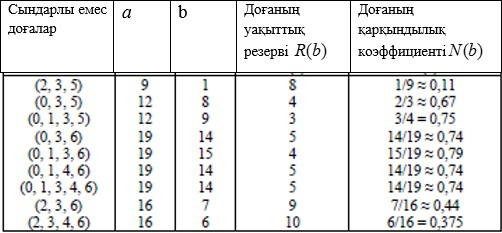 Сындарлы емес доғалар a b Доғаның уақыттық резерві R(b) Доғаның қарқындылық коэффициенті N(b)
(2, 3, 5) 9 1 8 1/9 ≈ 0,11
(0, 3, 5) 12 8 4 2/3 ≈ 0,67
(0, 1, 3, 5) 12 9 3 3/4 = 0,75
(0, 3, 6) 19 14 5 14/19 ≈ 0,74
(0, 1, 3, 6) 19 15 4 15/19 ≈ 0,79
(0, 1, 4, 6) 19 14 5 14/19 ≈ 0,74
(0, 1, 3, 4, 6) 19 14 5 14/19 ≈ 0,74
(2, 3, 6) 16 7 9 7/16 ≈ 0,44
(2, 3, 4, 6) 16 6 10 6/16 = 0,375